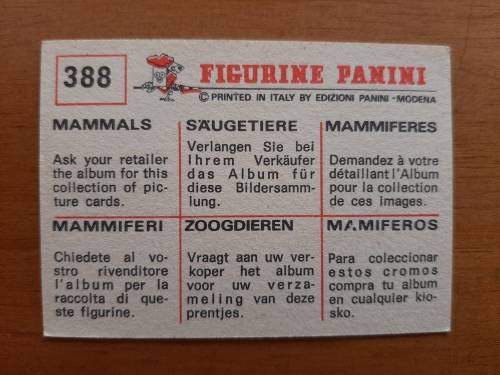 388
FIGURINE PANINI
© PRINTED IN ITALY BY EDIZIONI PANINI - MODENA
MAMMALS
Ask your retailer
the album for this
collection of pic-
ture cards.
SÄUGETIERE
Verlangen Sie bei
Ihrem Verkäufer
das Album für
diese Bildersamm-
lung.
MAMMIFERES
Demandez à votre
détaillant l'Album
pour la collection
de ces images.
MAMMIFERI
Chiedete al vo-
stro rivenditore
l'album per la
raccolta di que-
ste figurine.
ZOOGDIEREN
Vraagt aan uw ver-
koper het album
voor uw verza-
meling van deze
prentjes.
MAMIFEROS
Para coleccionar
estos cromos
compra tu album
en cualquier kio-
sko.